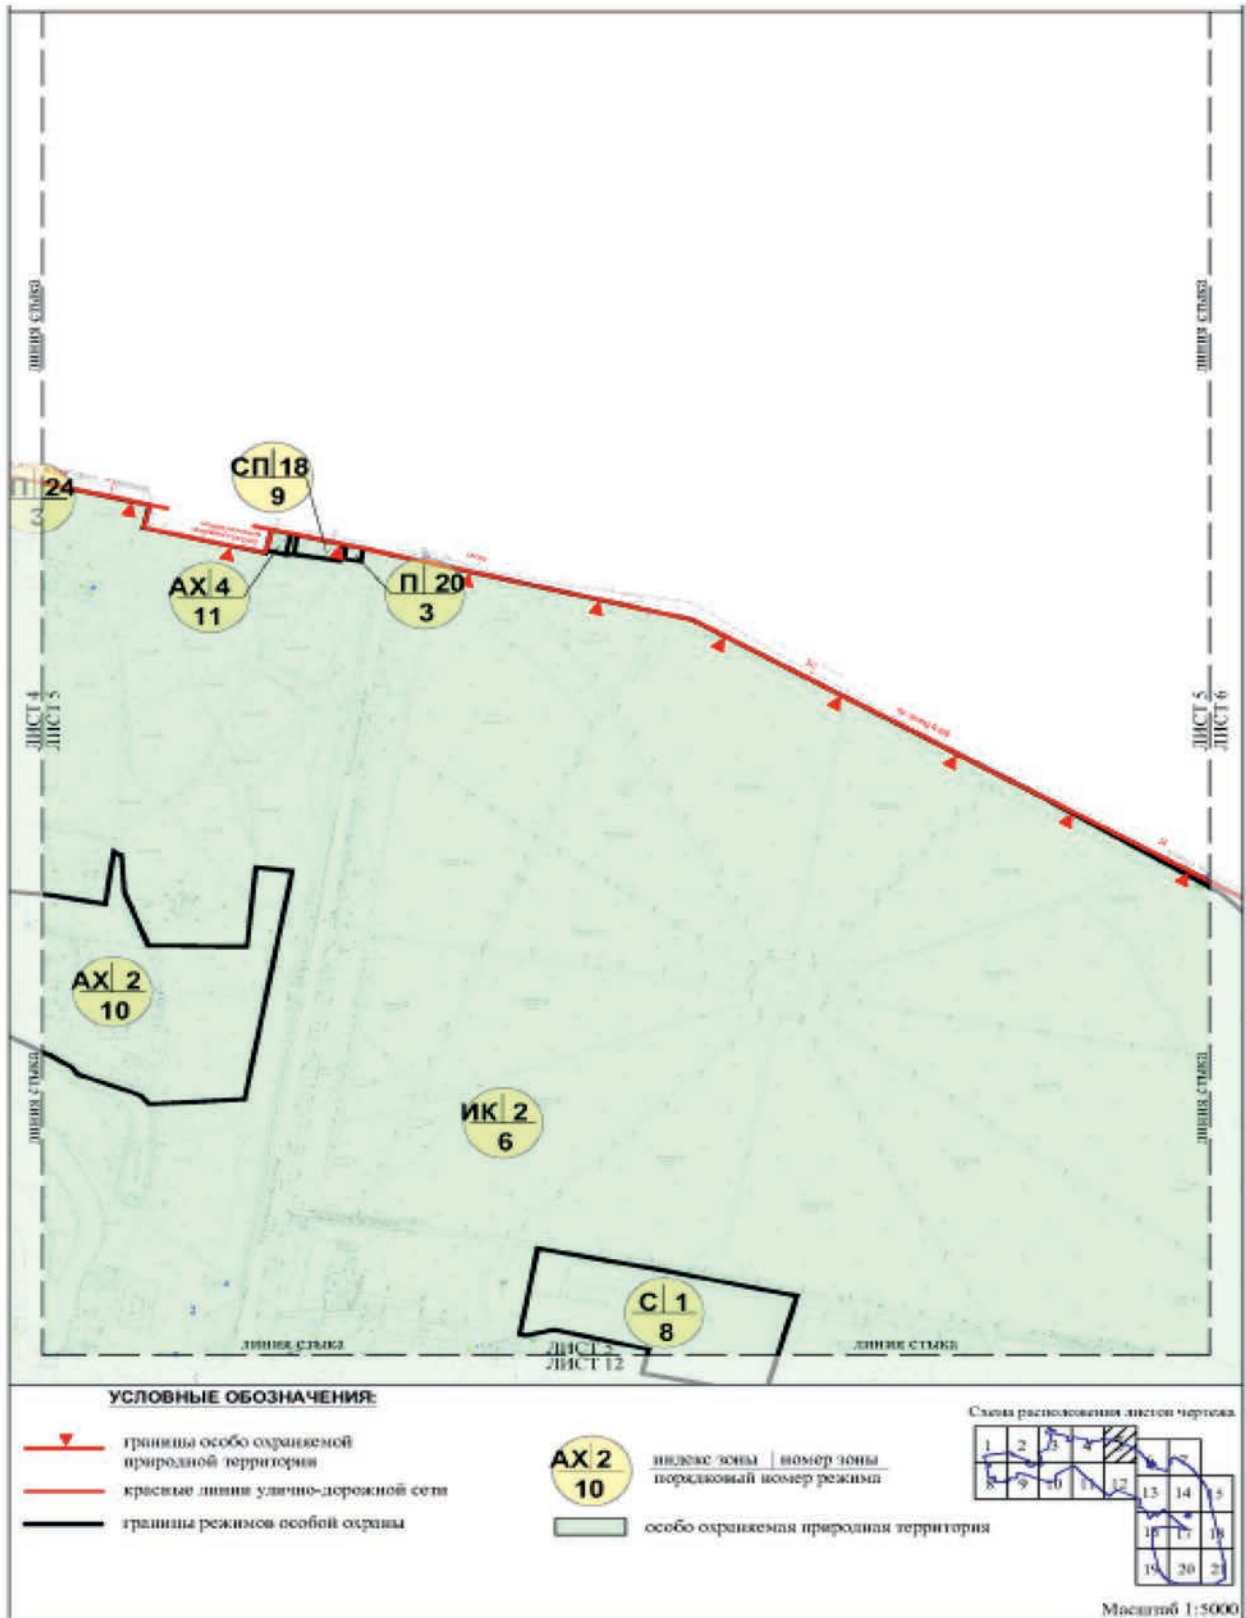 линия стыка
линия стыка
СП 18
9
П 24
3
АХ 4
11
П 20
3
ЛИСТ 4
ЛИСТ 5
ЛИСТ 5
ЛИСТ 6
АХ 2
10
линия стыка
линия стыка
ИК 2
6
С 1
8
линия стыка
ЛИСТ 5
ЛИСТ 12
линия стыка
УСЛОВНЫЕ ОБОЗНАЧЕНИЯ:
границы особо охраняемой
природной территории
красные линии улично-дорожной сети
границы режимов особой охраны
АХ 2
10
индекс зоны | номер зоны
порядковый номер режима
особо охраняемая природная территория
Схема расположения листов чертежа
1 2 3 4 5 6 7
8 9 10 11 12 13 14 15
16 17 18
19 20 21
Масштаб 1:5000